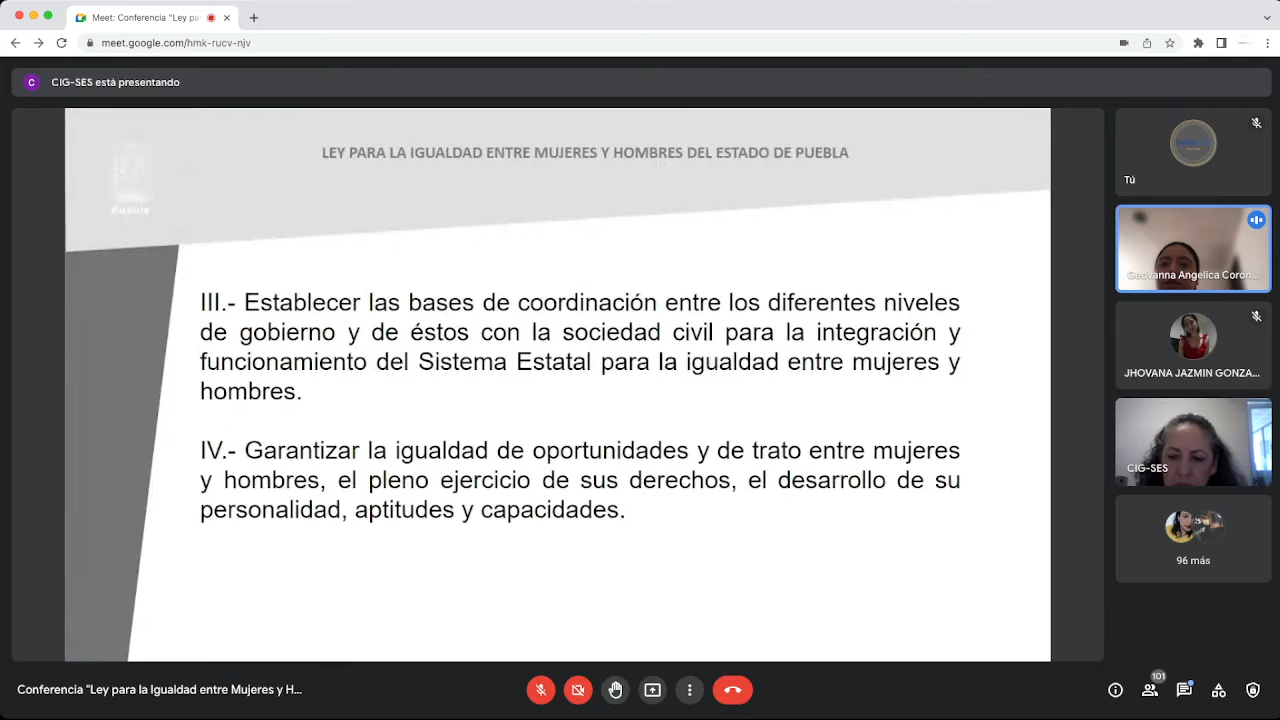 Meet: Conferencia "Ley pa
meet.google.com/hmk-rucv-njv
C CIG-SES está presentando
Puebla
LEY PARA LA IGUALDAD ENTRE MUJERES Y HOMBRES DEL ESTADO DE PUEBLA
III.- Establecer las bases de coordinación entre los diferentes niveles
de gobierno y de éstos con la sociedad civil para la integración y
funcionamiento del Sistema Estatal para la igualdad entre mujeres y
hombres.
IV.- Garantizar la igualdad de oportunidades y de trato entre mujeres
y hombres, el pleno ejercicio de sus derechos, el desarrollo de su
personalidad, aptitudes y capacidades.
Tú
Geovanna Angelica Coron...
JHOVANA JAZMIN GONZA...
CIG-SES
96 más
Conferencia "Ley para la Igualdad entre Mujeres y H...
101